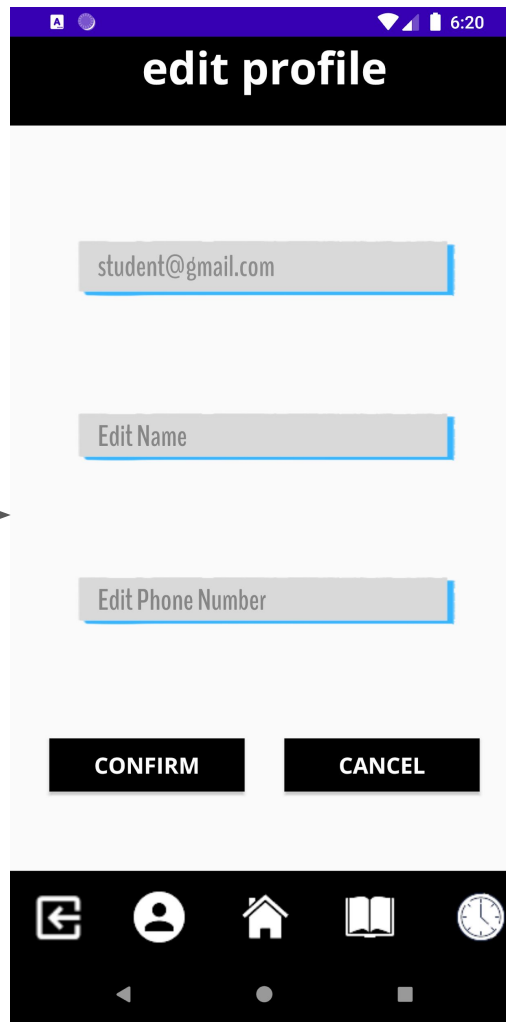 A
6:20
edit profile
student@gmail.com
Edit Name
Edit Phone Number
CONFIRM CANCEL